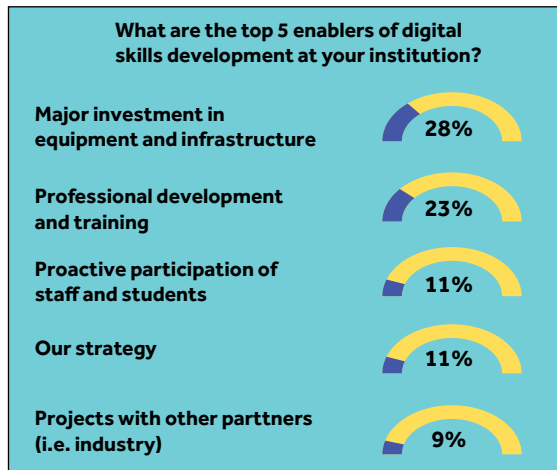 What are the top 5 enablers of digital
skills development at your institution?
Major investment in
equipment and infrastructure
28%
Professional development
and training
23%
Proactive participation of
staff and students
11%
Our strategy
11%
Projects with other parttners
(i.e. industry)
9%